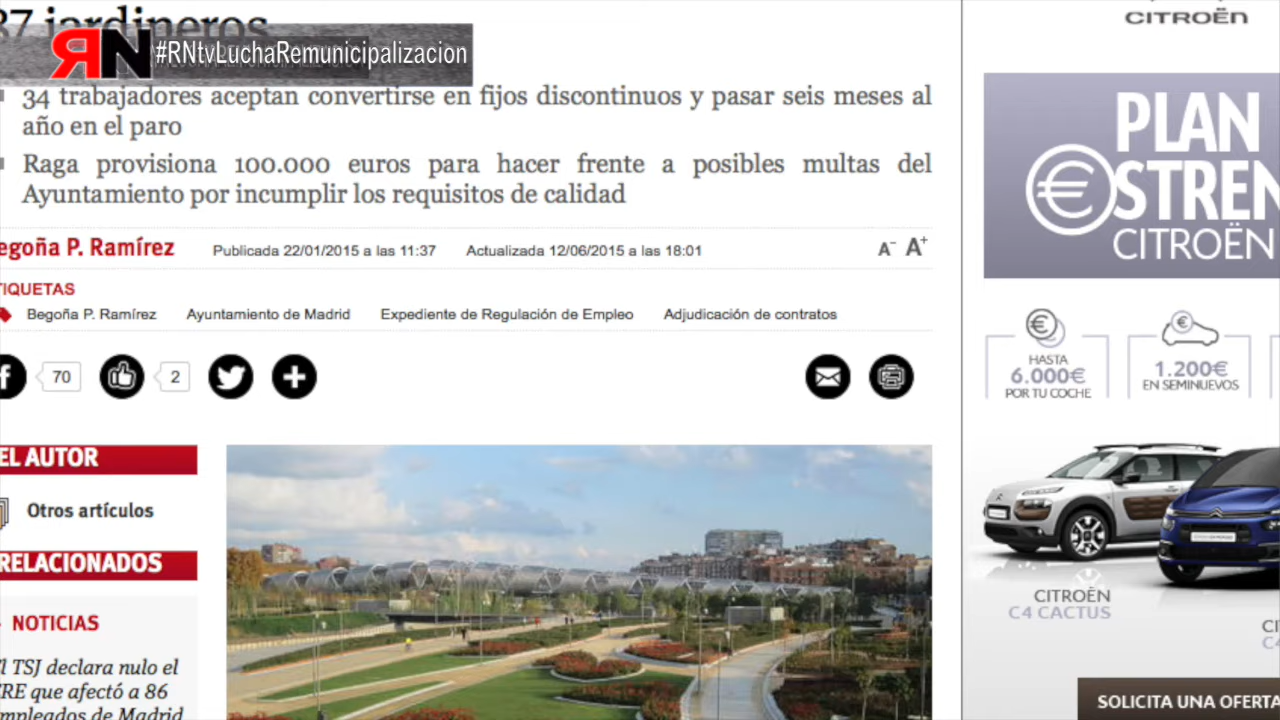 37 jardineros
RN #RNtvLuchaRemunicipalizacion
34 trabajadores aceptan convertirse en fijos discontinuos y pasar seis meses al
año en el paro
Raga provisiona 100.000 euros para hacer frente a posibles multas del
Ayuntamiento por incumplir los requisitos de calidad
egoña P. Ramírez
Publicada 22/01/2015 a las 11:37 Actualizada 12/06/2015 a las 18:01
A⁻ A⁺
TIQUETAS
Begoña P. Ramírez Ayuntamiento de Madrid Expediente de Regulación de Empleo Adjudicación de contratos
f 70 2
EL AUTOR
Otros artículos
RELACIONADOS
NOTICIAS
l TSJ declara nulo el
ERE que afectó a 86
mpleados de Madrid
CITROËN
PLAN
€STREN
CITROËN
HASTA
6.000€
POR TU COCHE
1.200€
EN SEMINUEVOS
CITROËN
C4 CACTUS
CI
C4
SOLICITA UNA OFERTA